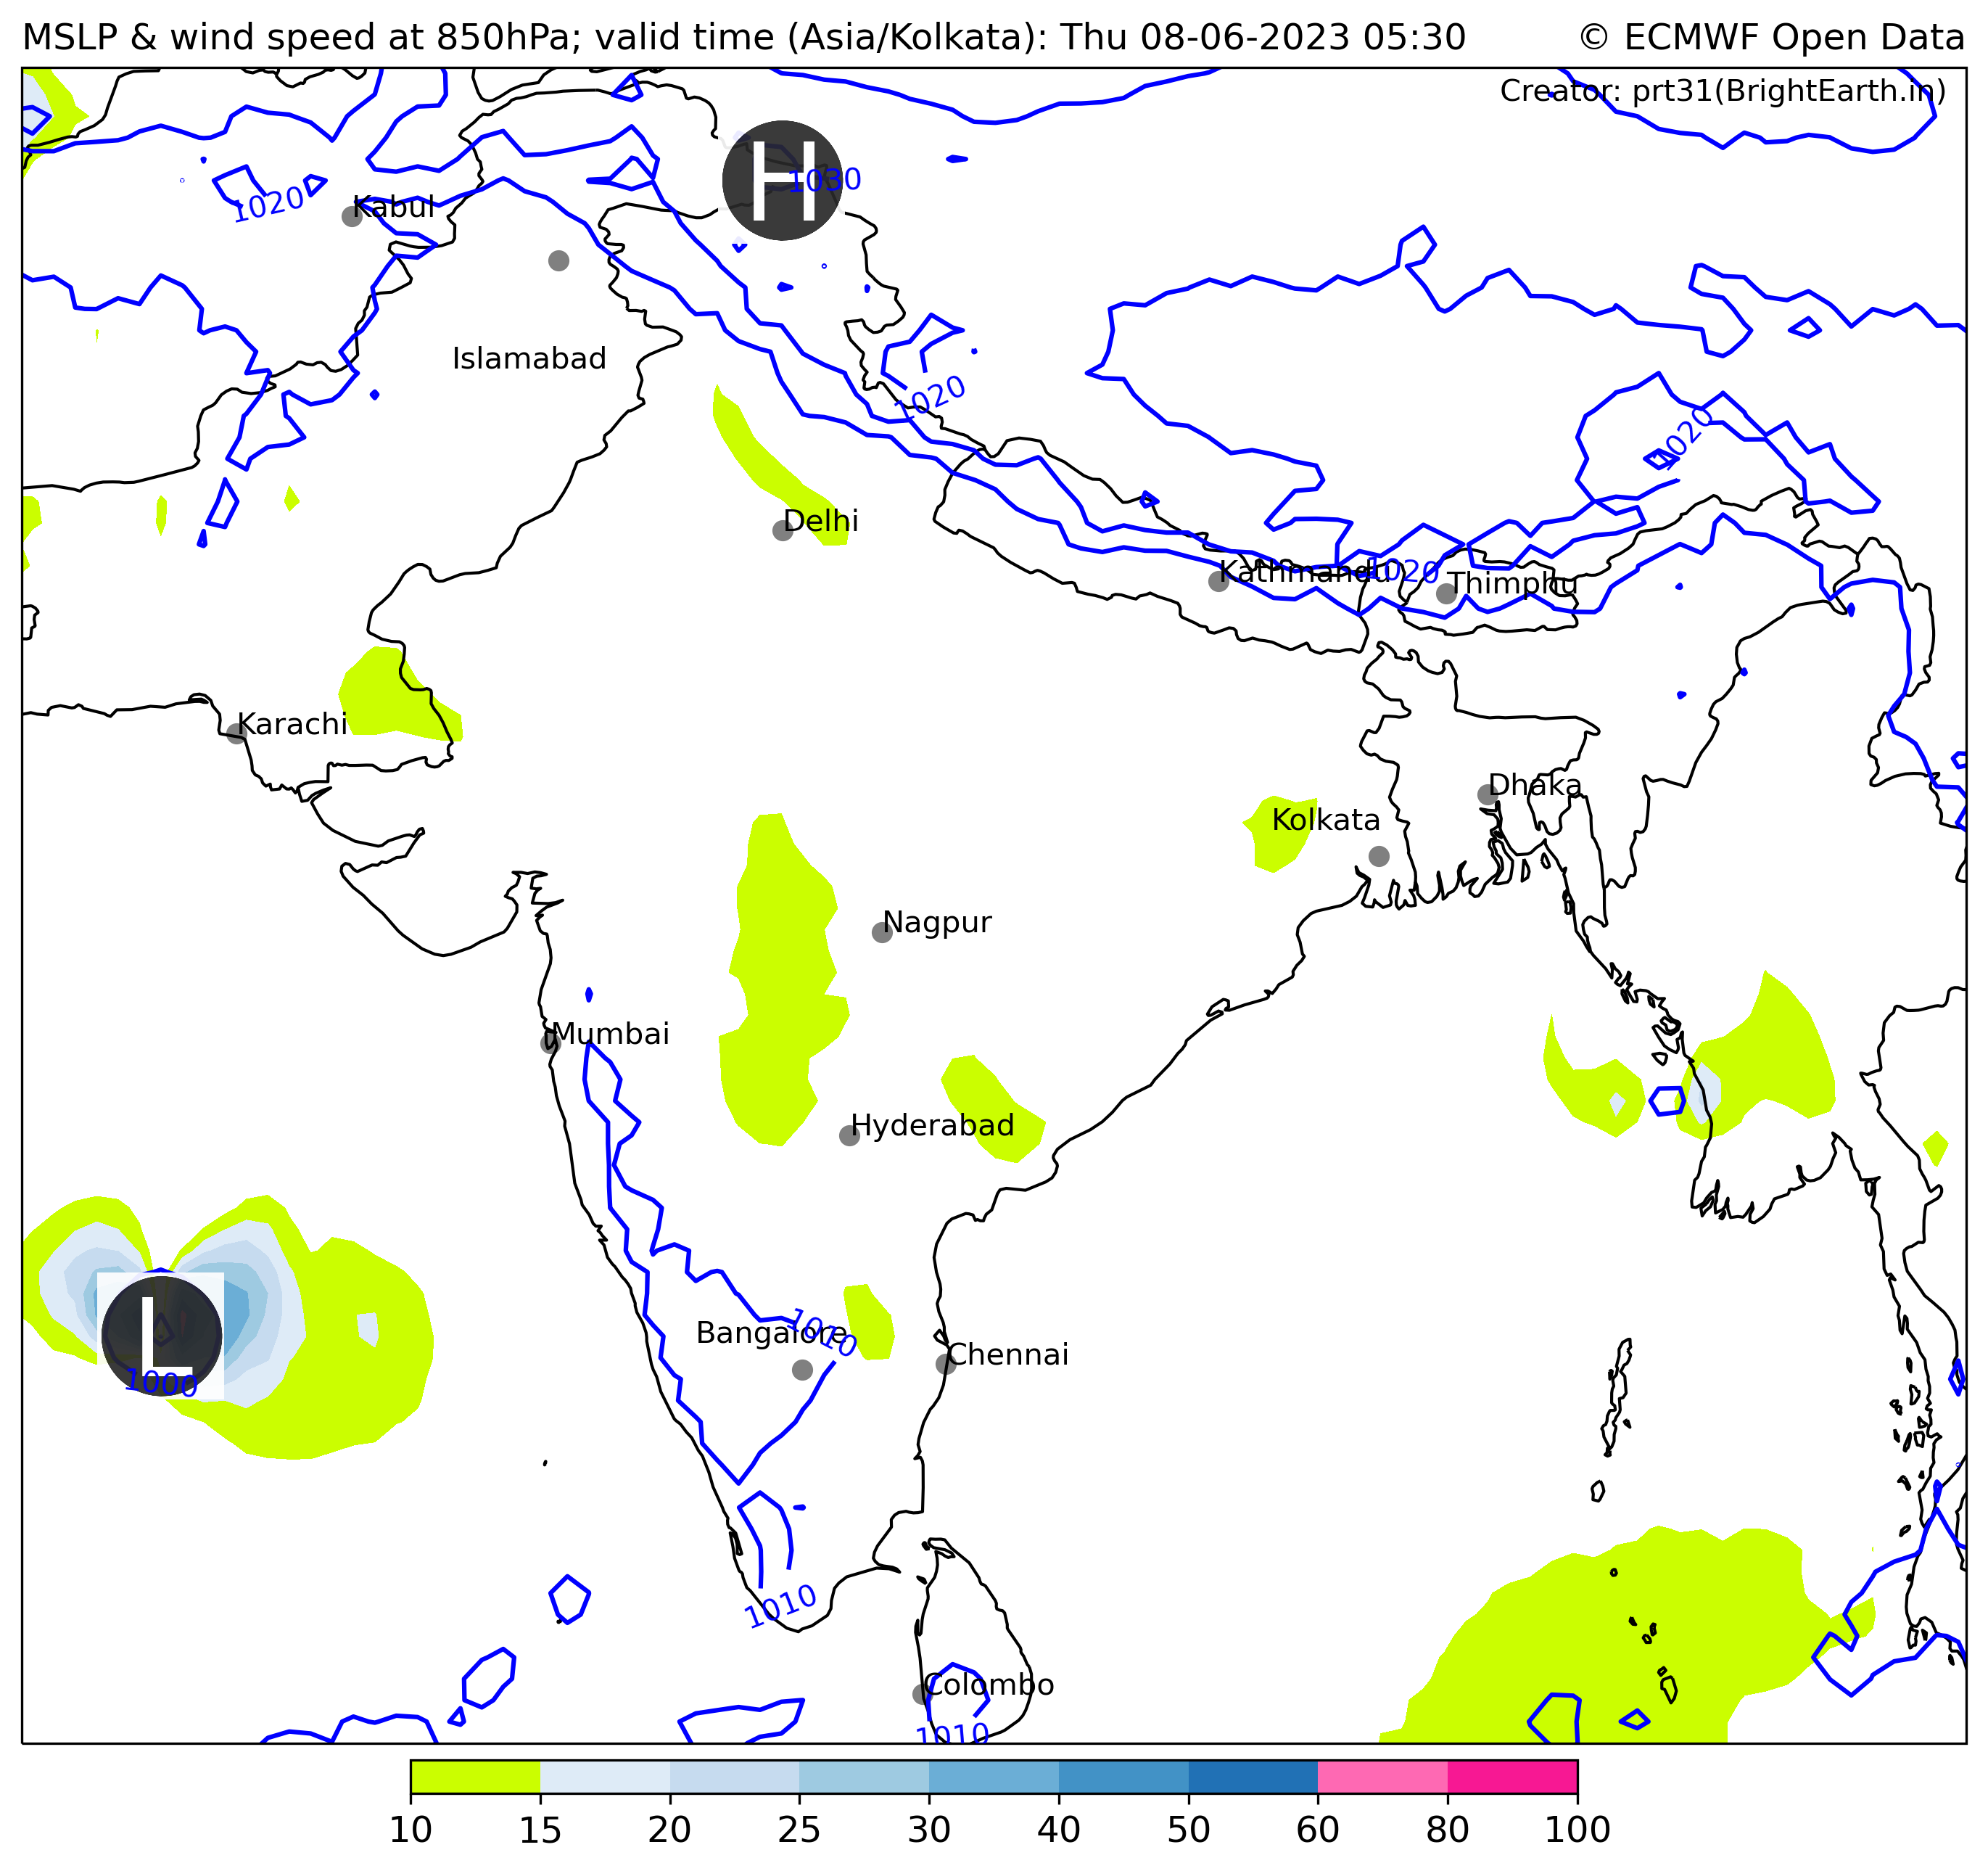 MSLP & wind speed at 850hPa; valid time (Asia/Kolkata): Thu 08-06-2023 05:30
© ECMWF Open Data
Creator: prt31(BrightEarth.in)
H
1030
1020
Kabul
Islamabad
1020
1020
Delhi
Kathmandu
1020
Thimphu
Karachi
Dhaka
Kolkata
Nagpur
Mumbai
Hyderabad
L
1000
Bangalore
1010
Chennai
1010
Colombo
1010
10 15 20 25 30 40 50 60 80 100